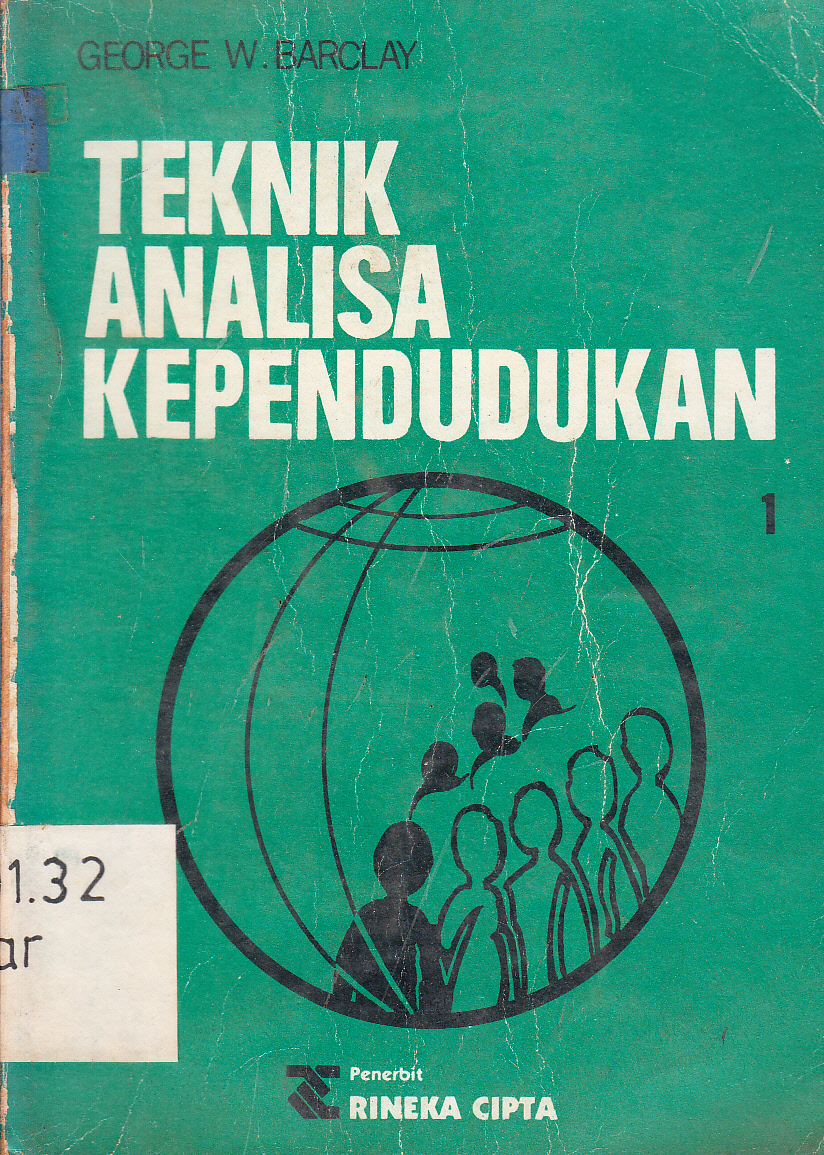 GEORGE W. BARCLAY
TEKNIK
ANALISA
KEPENDUDUKAN
1
1.32
ar
Penerbit
RINEKA CIPTA